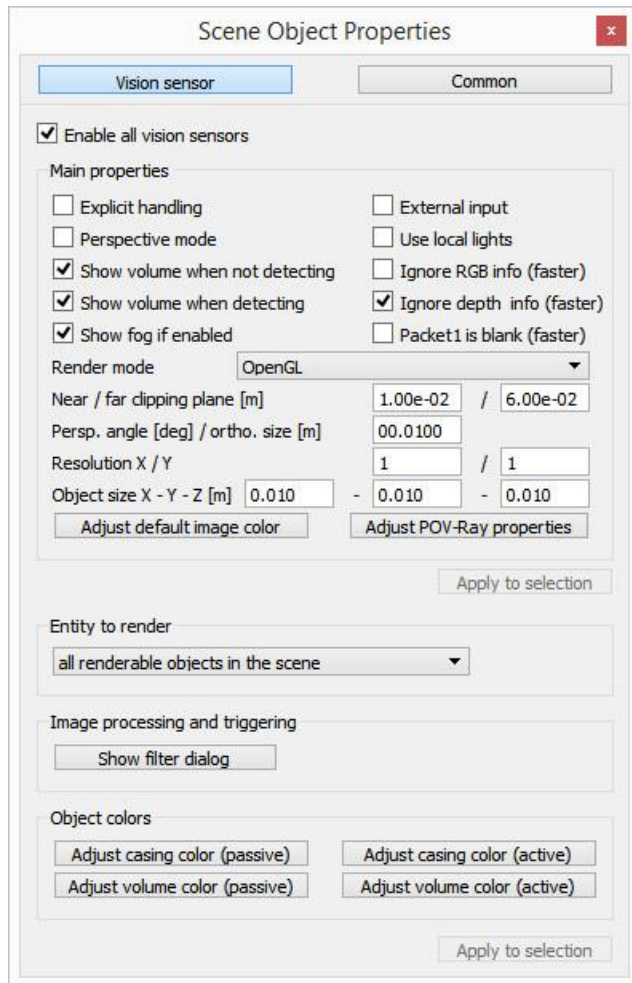 Scene Object Properties
x
Vision sensor Common
Enable all vision sensors
Main properties
Explicit handling External input
Perspective mode Use local lights
Show volume when not detecting Ignore RGB info (faster)
Show volume when detecting Ignore depth info (faster)
Show fog if enabled Packet1 is blank (faster)
Render mode OpenGL
Near / far clipping plane [m] 1.00e-02 / 6.00e-02
Persp. angle [deg] / ortho. size [m] 00.0100
Resolution X / Y 1 / 1
Object size X - Y - Z [m] 0.010 - 0.010 - 0.010
Adjust default image color Adjust POV-Ray properties
Apply to selection
Entity to render
all renderable objects in the scene
Image processing and triggering
Show filter dialog
Object colors
Adjust casing color (passive) Adjust casing color (active)
Adjust volume color (passive) Adjust volume color (active)
Apply to selection